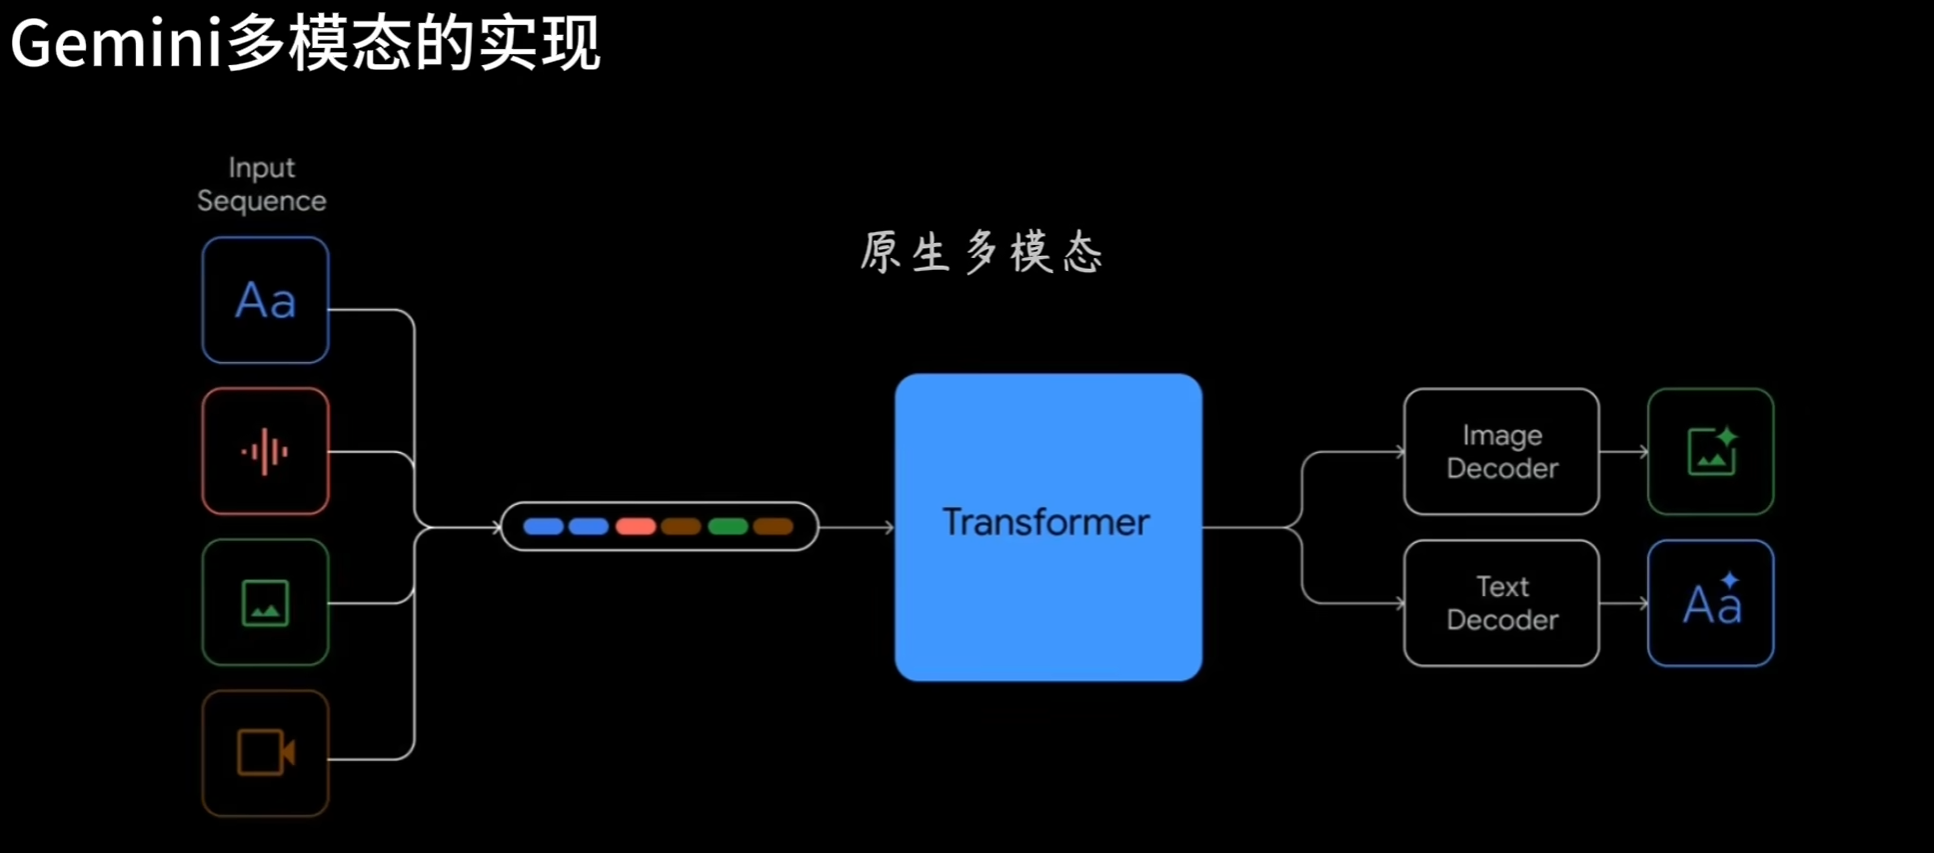 Gemini多模态的实现
Input
Sequence
原生多模态
Aa
Transformer
Image
Decoder
Text
Decoder
Aa